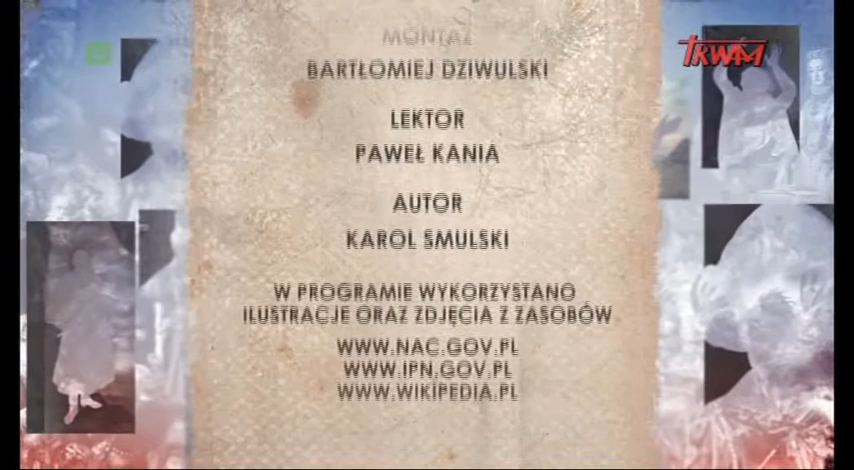 MONTAŻ
TRWAM
BARTŁOMIEJ DZIWULSKI
LEKTOR
PAWEŁ KANIA
AUTOR
KAROL SMULSKI
W PROGRAMIE WYKORZYSTANO
ILUSTRACJE ORAZ ZDJĘCIA Z ZASOBÓW
WWW.NAC.GOV.PL
WWW.IPN.GOV.PL
WWW.WIKIPEDIA.PL